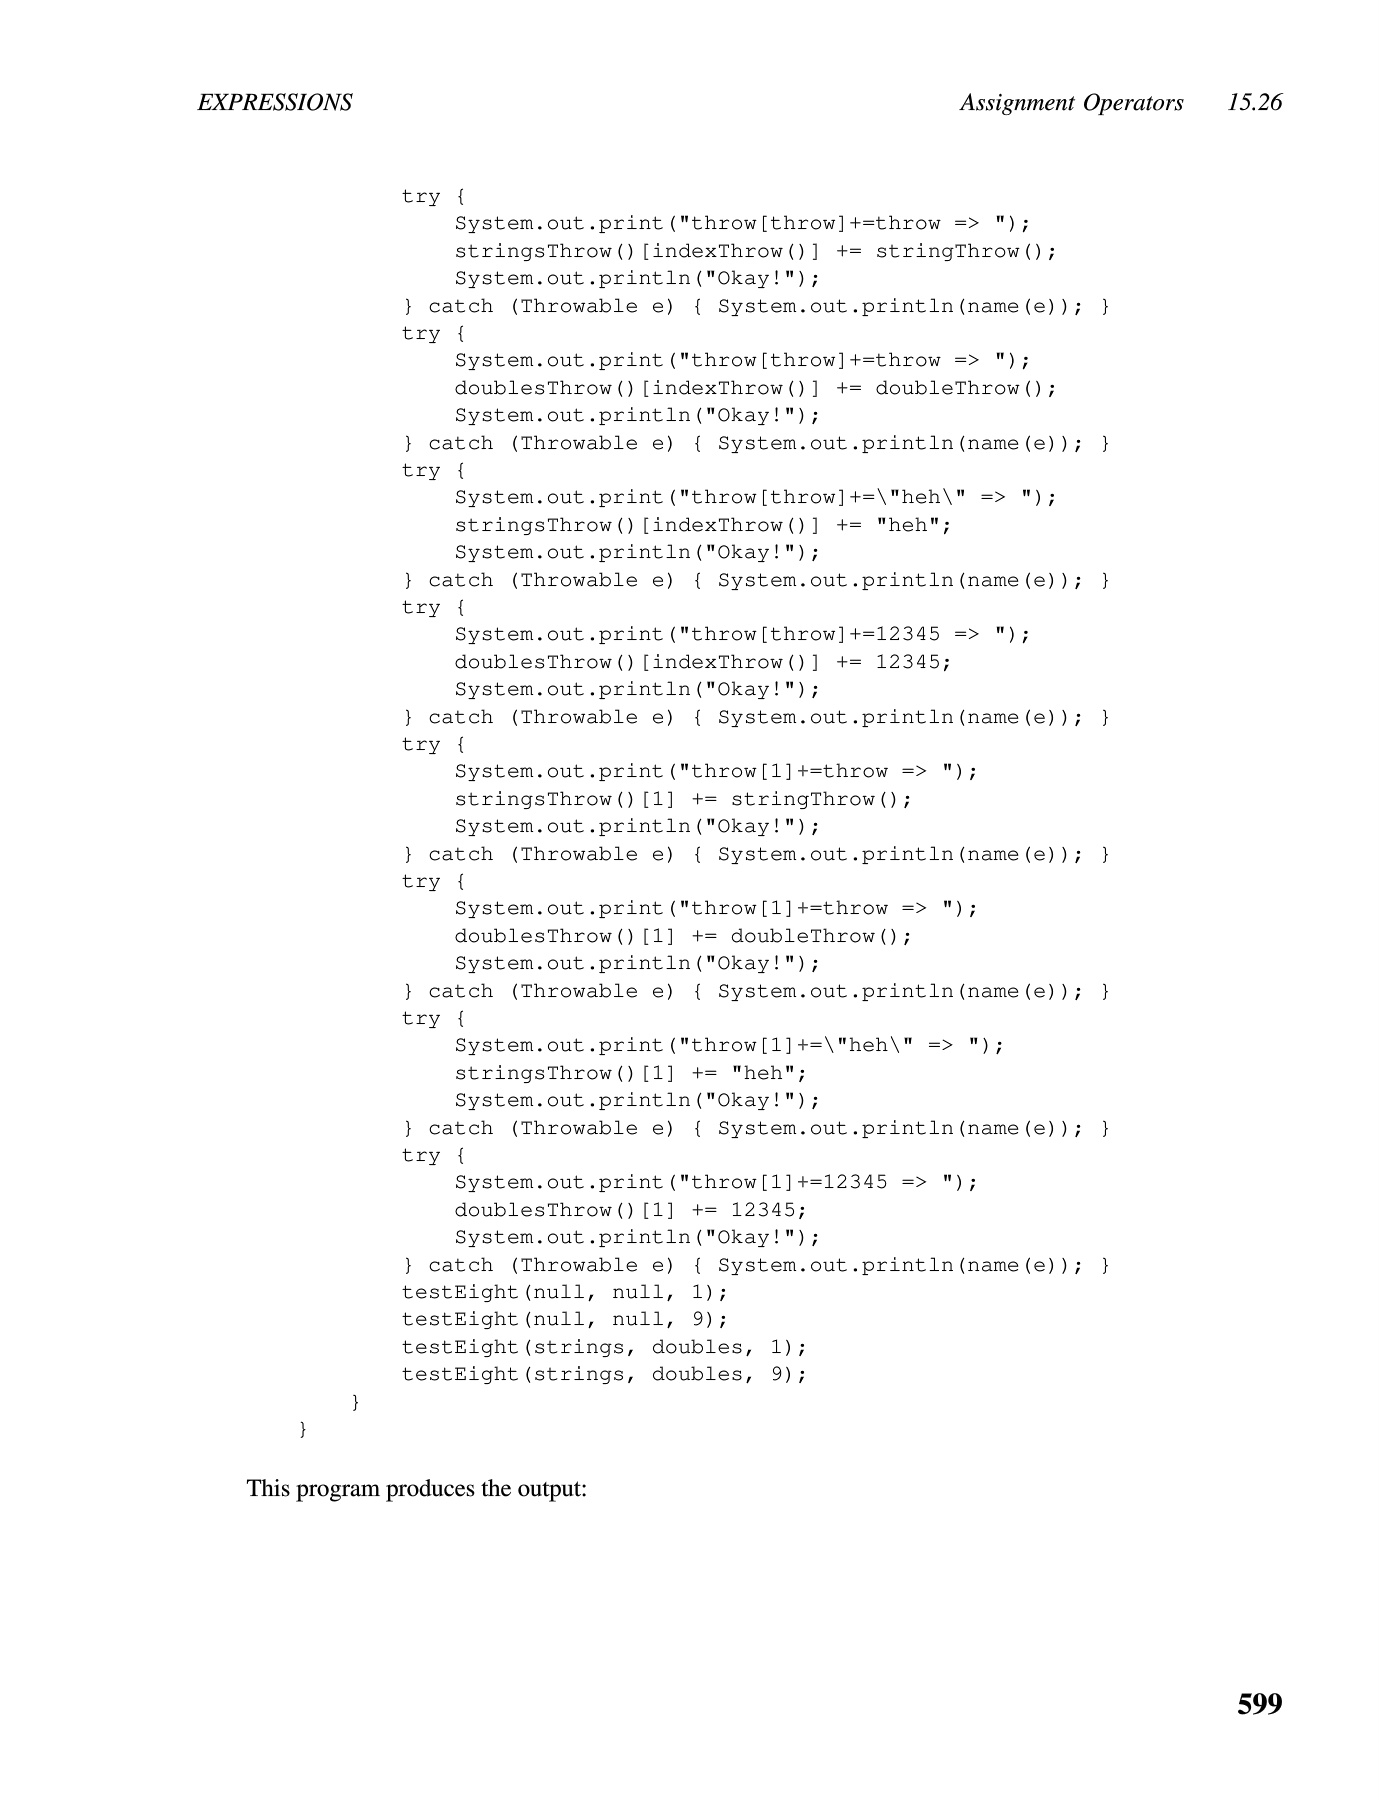 EXPRESSIONS Assignment Operators 15.26
try {
System.out.print("throw[throw]+=throw => ");
stringsThrow()[indexThrow()] += stringThrow();
System.out.println("Okay!");
} catch (Throwable e) { System.out.println(name(e)); }
try {
System.out.print("throw[throw]+=throw => ");
doublesThrow()[indexThrow()] += doubleThrow();
System.out.println("Okay!");
} catch (Throwable e) { System.out.println(name(e)); }
try {
System.out.print("throw[throw]+=\"heh\" => ");
stringsThrow()[indexThrow()] += "heh";
System.out.println("Okay!");
} catch (Throwable e) { System.out.println(name(e)); }
try {
System.out.print("throw[throw]+=12345 => ");
doublesThrow()[indexThrow()] += 12345;
System.out.println("Okay!");
} catch (Throwable e) { System.out.println(name(e)); }
try {
System.out.print("throw[1]+=throw => ");
stringsThrow()[1] += stringThrow();
System.out.println("Okay!");
} catch (Throwable e) { System.out.println(name(e)); }
try {
System.out.print("throw[1]+=throw => ");
doublesThrow()[1] += doubleThrow();
System.out.println("Okay!");
} catch (Throwable e) { System.out.println(name(e)); }
try {
System.out.print("throw[1]+=\"heh\" => ");
stringsThrow()[1] += "heh";
System.out.println("Okay!");
} catch (Throwable e) { System.out.println(name(e)); }
try {
System.out.print("throw[1]+=12345 => ");
doublesThrow()[1] += 12345;
System.out.println("Okay!");
} catch (Throwable e) { System.out.println(name(e)); }
testEight(null, null, 1);
testEight(null, null, 9);
testEight(strings, doubles, 1);
testEight(strings, doubles, 9);
}
}
This program produces the output:
599